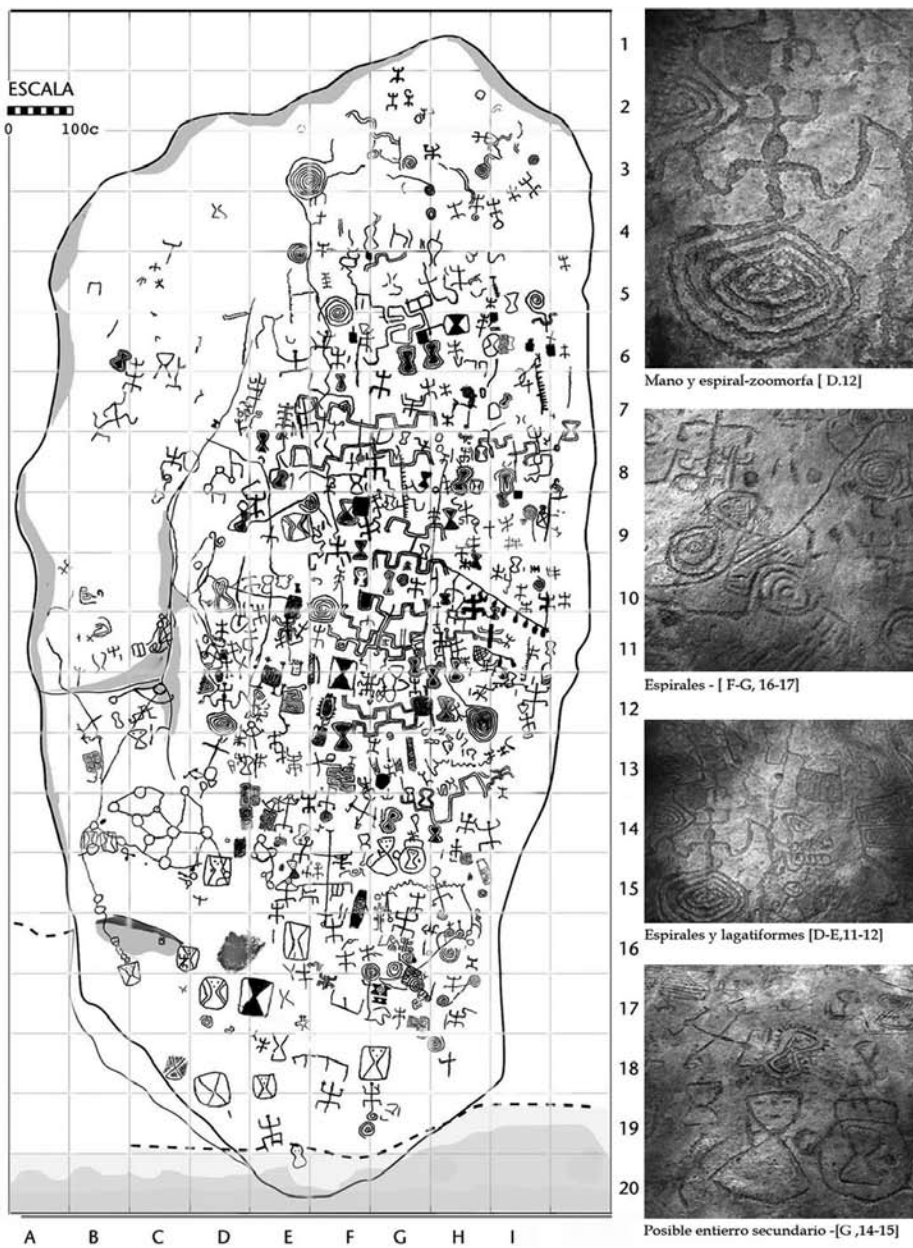 ESCALA
0 100c
1
2
3
4
5
6
7
8
9
10
11
12
13
14
15
16
17
18
19
20
A B C D E F G H I
Mano y espiral-zoomorfa [ D.12]
Espirales - [ F-G, 16-17]
Espirales y lagatiformes [D-E,11-12]
Posible entierro secundario -[G ,14-15]